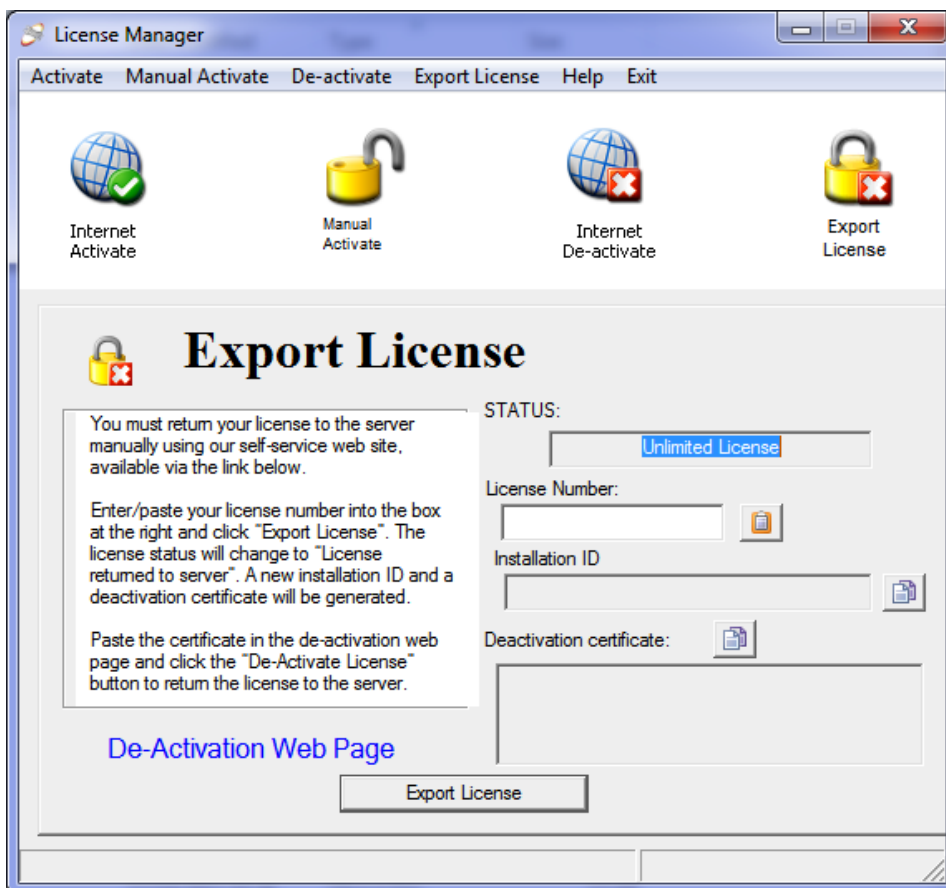 License Manager
Activate Manual Activate De-activate Export License Help Exit
Internet
Activate
Manual
Activate
Internet
De-activate
Export
License
Export License
You must return your license to the server
manually using our self-service web site,
available via the link below.
Enter/paste your license number into the box
at the right and click "Export License". The
license status will change to "License
returned to server". A new installation ID and a
deactivation certificate will be generated.
Paste the certificate in the de-activation web
page and click the "De-Activate License"
button to return the license to the server.
De-Activation Web Page
STATUS:
Unlimited License
License Number:
Installation ID
Deactivation certificate:
Export License